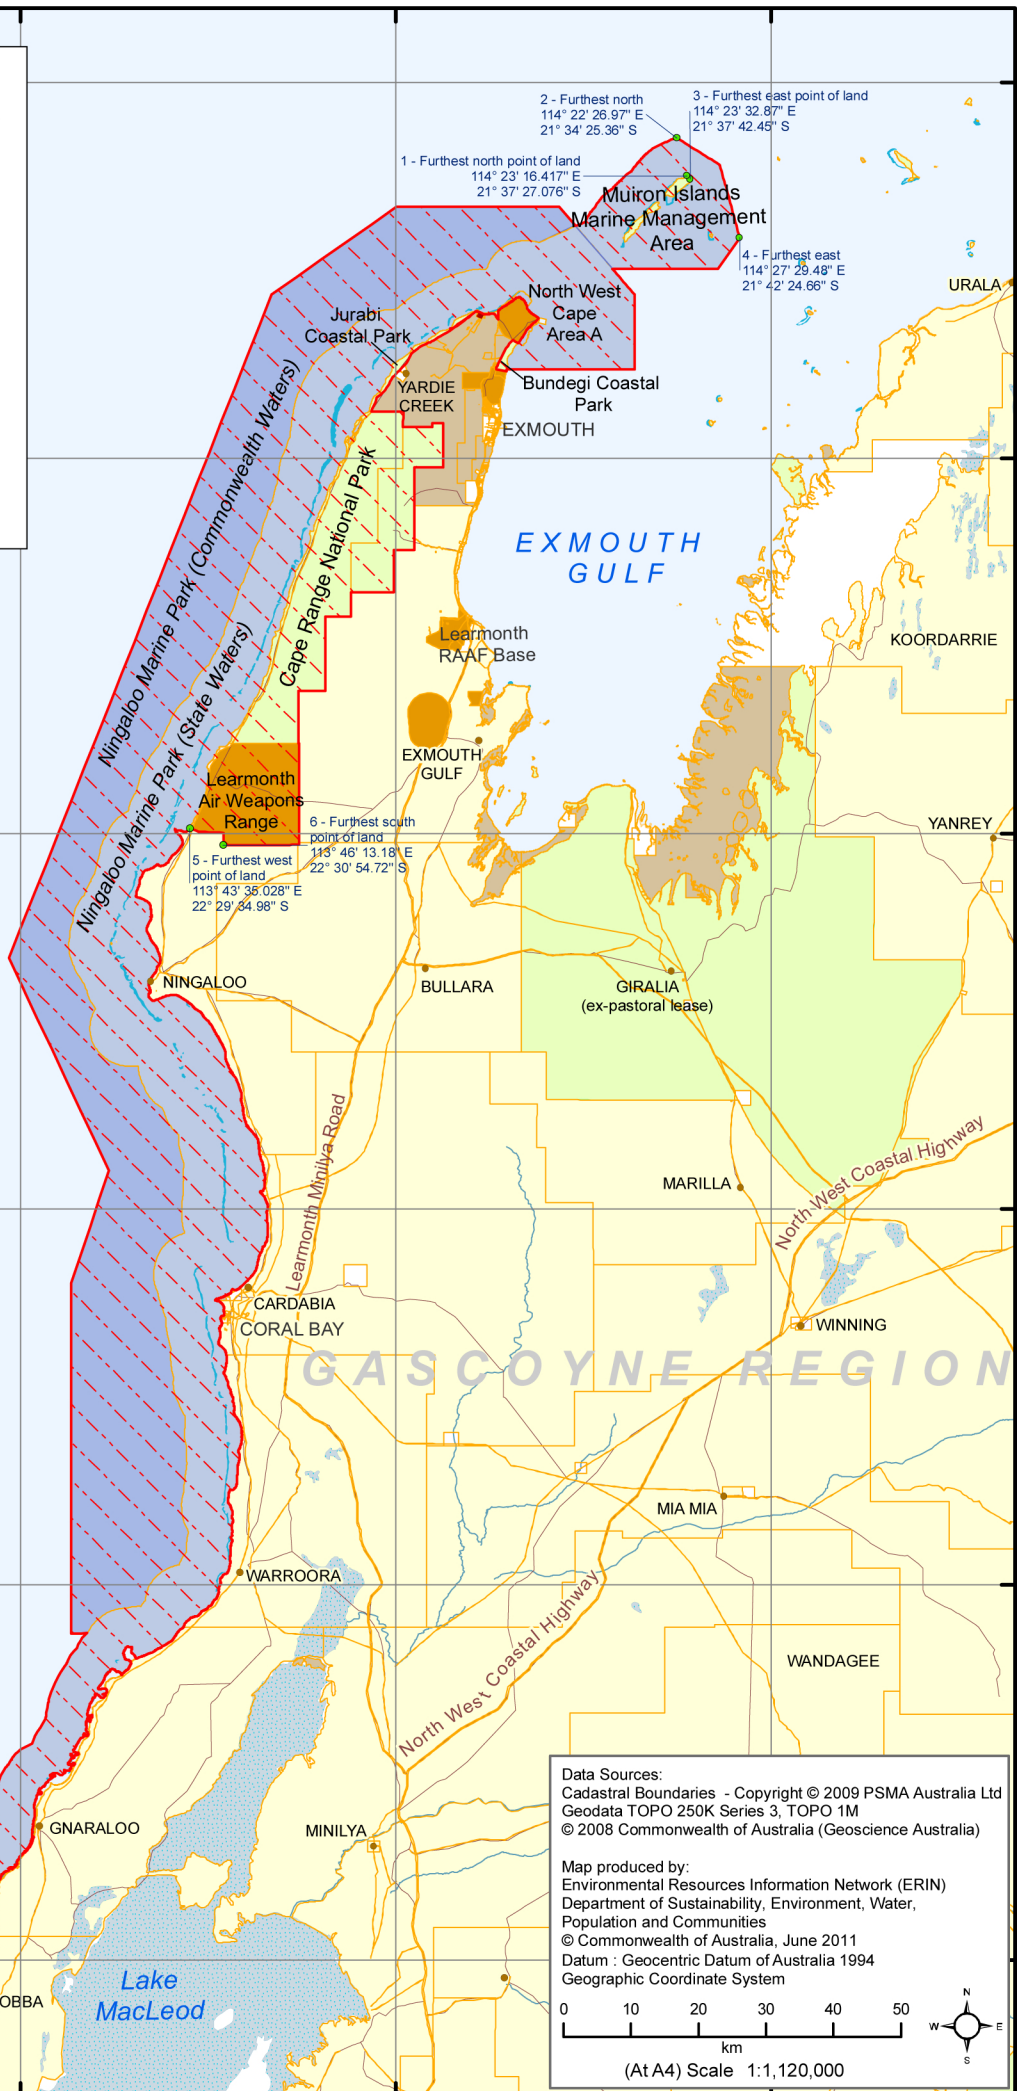 2 - Furthest north
114° 22' 26.97" E
21° 34' 25.36" S
3 - Furthest east point of land
114° 23' 32.87" E
21° 37' 42.45" S
1 - Furthest north point of land
114° 23' 16.417" E
21° 37' 27.076" S
Muiron Islands
Marine Management
Area
4 - Furthest east
114° 27' 29.48" E
21° 42' 24.66" S
URALA
North West
Cape
Area A
Jurabi
Coastal Park
YARDIE
CREEK
Bundegi Coastal
Park
EXMOUTH
Ningaloo Marine Park (Commonwealth Waters)
Ningaloo Marine Park (State Waters)
Cape Range National Park
EXMOUTH
GULF
Learmonth
RAAF Base
KOORDARRIE
EXMOUTH
GULF
Learmonth
Air Weapons
Range
6 - Furthest south
point of land
113° 46' 13.18" E
22° 30' 54.72" S
5 - Furthest west
point of land
113° 43' 35.028" E
22° 29' 34.98" S
YANREY
NINGALOO
BULLARA
GIRALIA
(ex-pastoral lease)
Learmonth Minilya Road
MARILLA
North West Coastal Highway
CARDABIA
CORAL BAY
WINNING
GASCOYNE REGION
MIA MIA
WARROORA
North West Coastal Highway
WANDAGEE
GNARALOO
MINILYA
Lake
MacLeod
OBBA
Data Sources:
Cadastral Boundaries - Copyright © 2009 PSMA Australia Ltd
Geodata TOPO 250K Series 3, TOPO 1M
© 2008 Commonwealth of Australia (Geoscience Australia)
Map produced by:
Environmental Resources Information Network (ERIN)
Department of Sustainability, Environment, Water,
Population and Communities
© Commonwealth of Australia, June 2011
Datum : Geocentric Datum of Australia 1994
Geographic Coordinate System
0 10 20 30 40 50
km
(At A4) Scale 1:1,120,000
N
W E
S